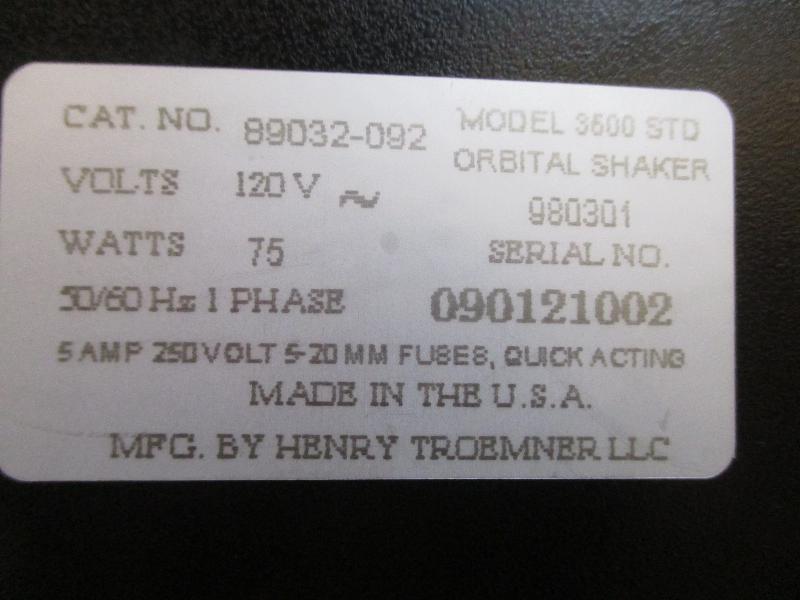 CAT. NO. 89032-092
MODEL 3500 STD
ORBITAL SHAKER
VOLTS 120 V ~
980301
WATTS 75
SERIAL NO.
50/60 Hz 1 PHASE
090121002
5 AMP 250 VOLT 5-20 MM FUSES, QUICK ACTING
MADE IN THE U.S.A.
MFG. BY HENRY TROEMNER LLC